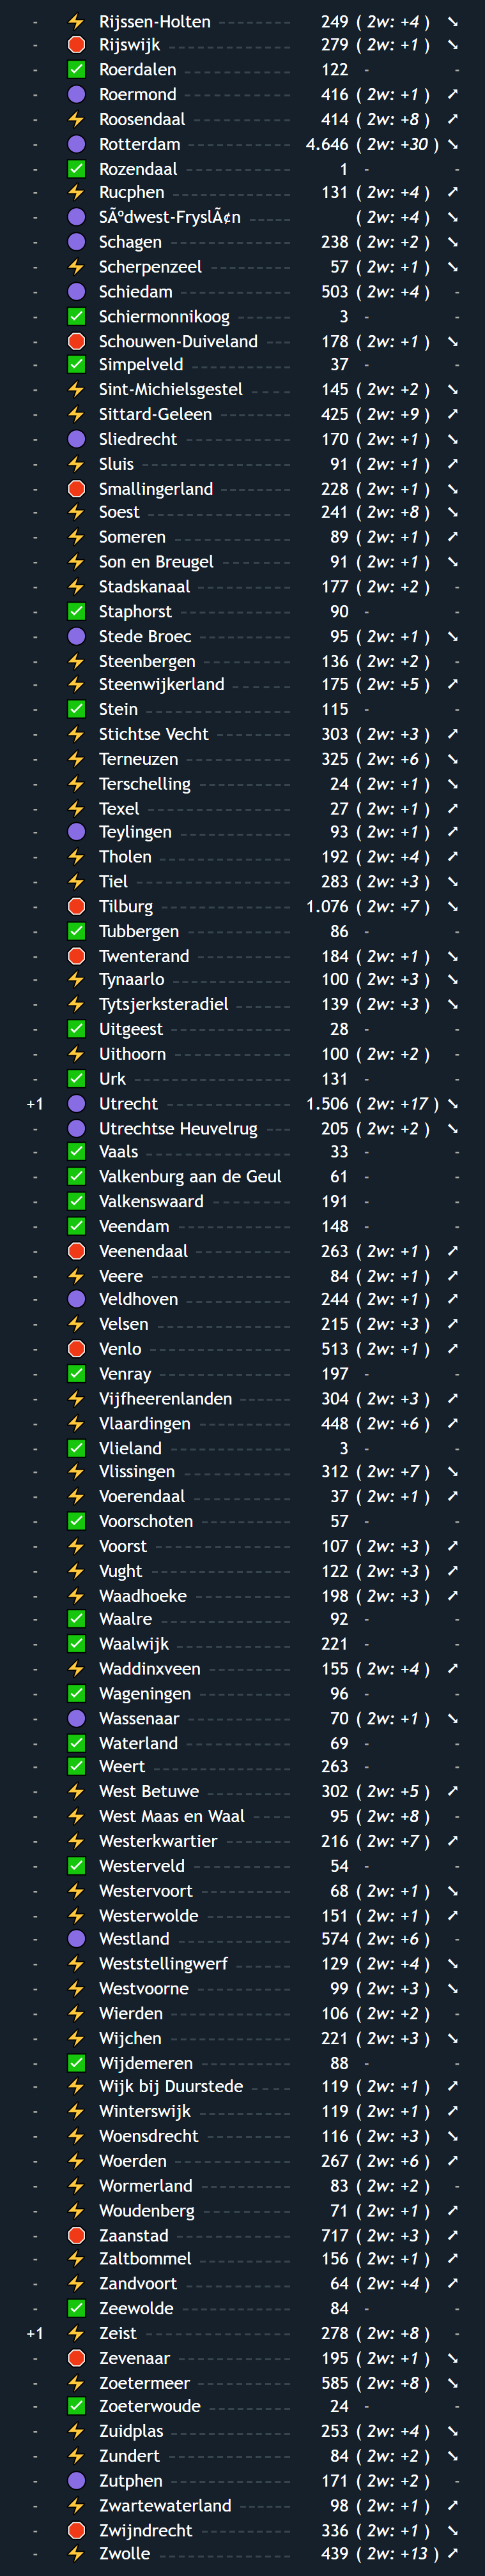 - ⚡ Rijssen-Holten 249 ( 2w: +4 ) ↘
- 🛑 Rijswijk 279 ( 2w: +1 ) ↘
- ✅ Roerdalen 122 - -
- 🟣 Roermond 416 ( 2w: +1 ) ↗
- ⚡ Roosendaal 414 ( 2w: +8 ) ↗
- 🟣 Rotterdam 4.646 ( 2w: +30 ) ↘
- ✅ Rozendaal 1 - -
- ⚡ Rucphen 131 ( 2w: +4 ) ↗
- 🟣 SÃºdwest-FryslÃ¢n ( 2w: +4 ) ↘
- 🟣 Schagen 238 ( 2w: +2 ) ↘
- ⚡ Scherpenzeel 57 ( 2w: +1 ) ↘
- 🟣 Schiedam 503 ( 2w: +4 ) -
- ✅ Schiermonnikoog 3 - -
- 🛑 Schouwen-Duiveland 178 ( 2w: +1 ) ↘
- ✅ Simpelveld 37 - -
- ⚡ Sint-Michielsgestel 145 ( 2w: +2 ) ↘
- ⚡ Sittard-Geleen 425 ( 2w: +9 ) ↗
- 🟣 Sliedrecht 170 ( 2w: +1 ) ↘
- ⚡ Sluis 91 ( 2w: +1 ) ↗
- 🛑 Smallingerland 228 ( 2w: +1 ) ↘
- ⚡ Soest 241 ( 2w: +8 ) ↘
- ⚡ Someren 89 ( 2w: +1 ) ↗
- ⚡ Son en Breugel 91 ( 2w: +1 ) ↘
- ⚡ Stadskanaal 177 ( 2w: +2 ) -
- ✅ Staphorst 90 - -
- 🟣 Stede Broec 95 ( 2w: +1 ) ↘
- ⚡ Steenbergen 136 ( 2w: +2 ) -
- ⚡ Steenwijkerland 175 ( 2w: +5 ) ↗
- ✅ Stein 115 - -
- ⚡ Stichtse Vecht 303 ( 2w: +3 ) ↗
- ⚡ Terneuzen 325 ( 2w: +6 ) ↘
- ⚡ Terschelling 24 ( 2w: +1 ) ↘
- ⚡ Texel 27 ( 2w: +1 ) ↗
- 🟣 Teylingen 93 ( 2w: +1 ) ↗
- ⚡ Tholen 192 ( 2w: +4 ) ↗
- ⚡ Tiel 283 ( 2w: +3 ) ↘
- 🛑 Tilburg 1.076 ( 2w: +7 ) ↘
- ✅ Tubbergen 86 - -
- 🛑 Twenterand 184 ( 2w: +1 ) ↘
- ⚡ Tynaarlo 100 ( 2w: +3 ) ↘
- ⚡ Tytsjerksteradiel 139 ( 2w: +3 ) ↘
- ✅ Uitgeest 28 - -
- ⚡ Uithoorn 100 ( 2w: +2 ) -
- ✅ Urk 131 - -
+1 🟣 Utrecht 1.506 ( 2w: +17 ) ↘
- 🟣 Utrechtse Heuvelrug 205 ( 2w: +2 ) ↘
- ✅ Vaals 33 - -
- ✅ Valkenburg aan de Geul 61 - -
- ✅ Valkenswaard 191 - -
- ✅ Veendam 148 - -
- 🛑 Veenendaal 263 ( 2w: +1 ) ↗
- ⚡ Veere 84 ( 2w: +1 ) ↗
- 🟣 Veldhoven 244 ( 2w: +1 ) ↗
- ⚡ Velsen 215 ( 2w: +3 ) ↗
- 🛑 Venlo 513 ( 2w: +1 ) ↗
- ✅ Venray 197 - -
- ⚡ Vijfheerenlanden 304 ( 2w: +3 ) ↗
- ⚡ Vlaardingen 448 ( 2w: +6 ) ↗
- ✅ Vlieland 3 - -
- ⚡ Vlissingen 312 ( 2w: +7 ) ↘
- ⚡ Voerendaal 37 ( 2w: +1 ) ↗
- ✅ Voorschoten 57 - -
- ⚡ Voorst 107 ( 2w: +3 ) ↗
- ⚡ Vught 122 ( 2w: +3 ) ↗
- ⚡ Waadhoeke 198 ( 2w: +3 ) ↗
- ✅ Waalre 92 - -
- ✅ Waalwijk 221 - -
- ⚡ Waddinxveen 155 ( 2w: +4 ) ↗
- ✅ Wageningen 96 - -
- 🟣 Wassenaar 70 ( 2w: +1 ) ↘
- ✅ Waterland 69 - -
- ✅ Weert 263 - -
- ⚡ West Betuwe 302 ( 2w: +5 ) ↗
- ⚡ West Maas en Waal 95 ( 2w: +8 ) -
- ⚡ Westerkwartier 216 ( 2w: +7 ) ↗
- ✅ Westerveld 54 - -
- ⚡ Westervoort 68 ( 2w: +1 ) ↘
- ⚡ Westerwolde 151 ( 2w: +1 ) ↗
- 🟣 Westland 574 ( 2w: +6 ) -
- ⚡ Weststellingwerf 129 ( 2w: +4 ) ↘
- ⚡ Westvoorne 99 ( 2w: +3 ) ↘
- ⚡ Wierden 106 ( 2w: +2 ) -
- ⚡ Wijchen 221 ( 2w: +3 ) ↘
- ✅ Wijdemeren 88 - -
- ⚡ Wijk bij Duurstede 119 ( 2w: +1 ) ↗
- ⚡ Winterswijk 119 ( 2w: +1 ) ↗
- ⚡ Woensdrecht 116 ( 2w: +3 ) ↘
- ⚡ Woerden 267 ( 2w: +6 ) ↗
- ⚡ Wormerland 83 ( 2w: +2 ) -
- ⚡ Woudenberg 71 ( 2w: +1 ) ↗
- 🛑 Zaanstad 717 ( 2w: +3 ) ↗
- ⚡ Zaltbommel 156 ( 2w: +1 ) ↗
- ⚡ Zandvoort 64 ( 2w: +4 ) ↗
- ✅ Zeewolde 84 - -
+1 ⚡ Zeist 278 ( 2w: +8 ) -
- 🛑 Zevenaar 195 ( 2w: +1 ) ↘
- ⚡ Zoetermeer 585 ( 2w: +8 ) ↘
- ✅ Zoeterwoude 24 - -
- ⚡ Zuidplas 253 ( 2w: +4 ) ↘
- ⚡ Zundert 84 ( 2w: +2 ) ↘
- 🟣 Zutphen 171 ( 2w: +2 ) -
- ⚡ Zwartewaterland 98 ( 2w: +1 ) ↗
- 🛑 Zwijndrecht 336 ( 2w: +1 ) ↘
- ⚡ Zwolle 439 ( 2w: +13 ) ↗